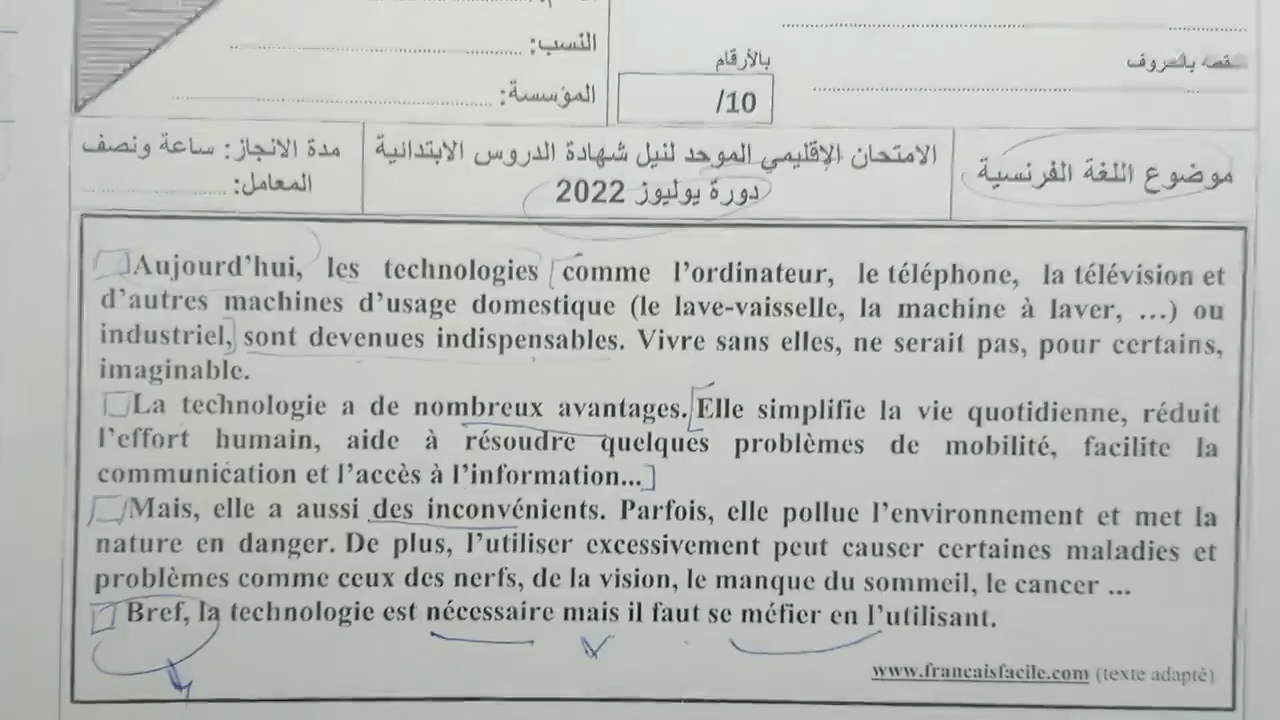 النسب:
بالأرقام
بالحروف
المؤسسة:
/10
موضوع اللغة الفرنسية
الامتحان الإقليمي الموحد لنيل شهادة الدروس الابتدائية
دورة يوليوز 2022
مدة الانجاز: ساعة ونصف
المعامل:
Aujourd’hui, les technologies comme l’ordinateur, le téléphone, la télévision et
d’autres machines d’usage domestique (le lave-vaisselle, la machine à laver, ...) ou
industriel, sont devenues indispensables. Vivre sans elles, ne serait pas, pour certains,
imaginable.
La technologie a de nombreux avantages. Elle simplifie la vie quotidienne, réduit
l’effort humain, aide à résoudre quelques problèmes de mobilité, facilite la
communication et l’accès à l’information...
Mais, elle a aussi des inconvénients. Parfois, elle pollue l’environnement et met la
nature en danger. De plus, l’utiliser excessivement peut causer certaines maladies et
problèmes comme ceux des nerfs, de la vision, le manque du sommeil, le cancer ...
Bref, la technologie est nécessaire mais il faut se méfier en l’utilisant.
www.francaisfacile.com (texte adapté)